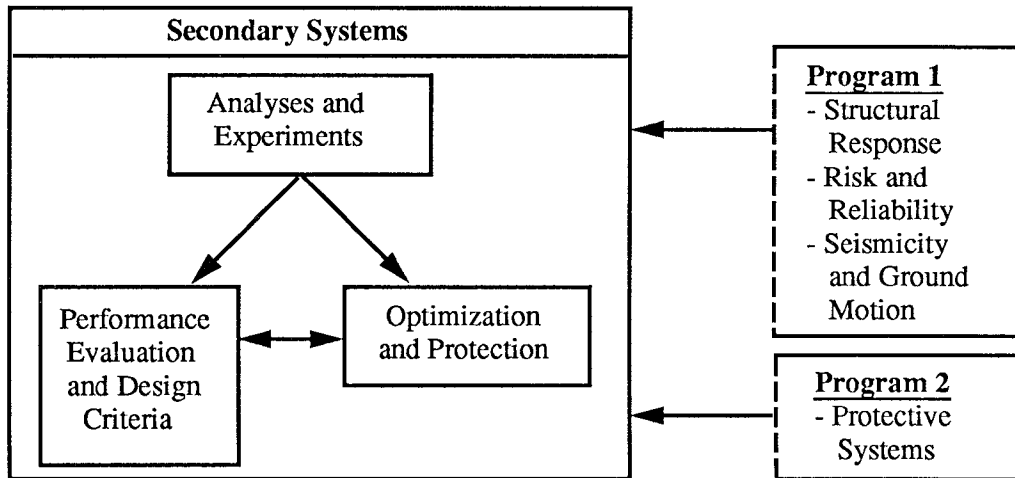 Secondary Systems
Analyses and
Experiments
Performance
Evaluation
and Design
Criteria
Optimization
and Protection
Program 1
- Structural
Response
- Risk and
Reliability
- Seismicity
and Ground
Motion
Program 2
- Protective
Systems